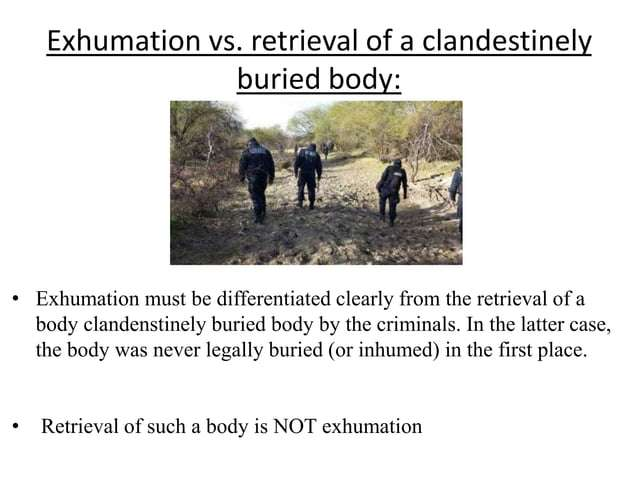 Exhumation vs. retrieval of a clandestinely
buried body:
• Exhumation must be differentiated clearly from the retrieval of a
body clandenstinely buried body by the criminals. In the latter case,
the body was never legally buried (or inhumed) in the first place.
• Retrieval of such a body is NOT exhumation